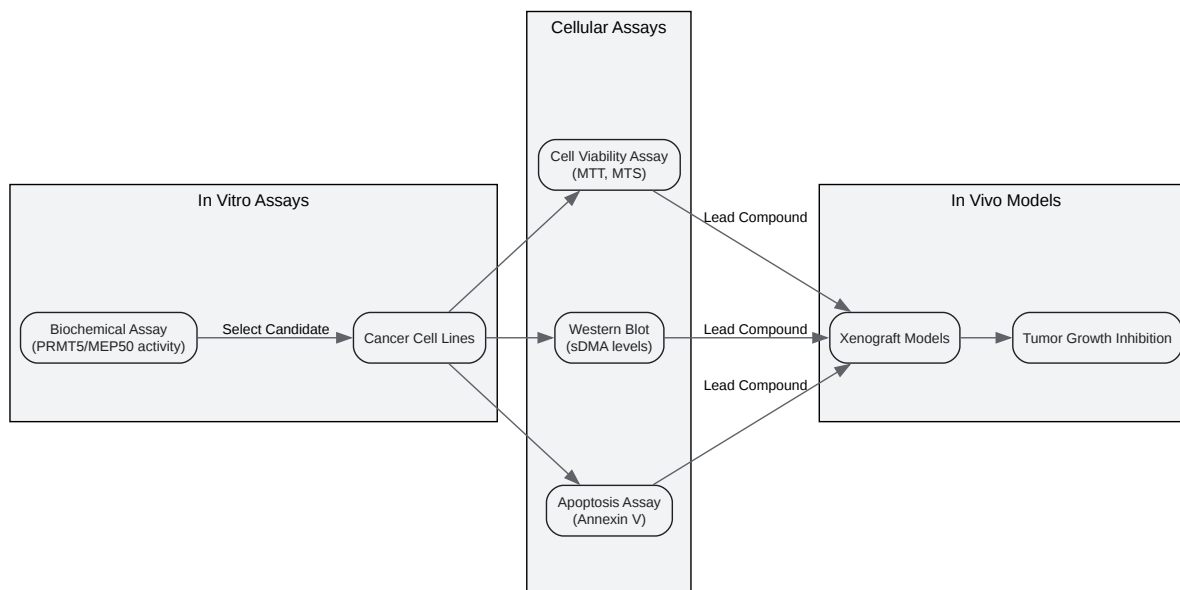 Cellular Assays
Cell Viability Assay
(MTT, MTS)
In Vitro Assays
In Vivo Models
Lead Compound
Biochemical Assay
(PRMT5/MEP50 activity)
Select Candidate
Cancer Cell Lines
Western Blot
(sDMA levels)
Lead Compound
Xenograft Models
Tumor Growth Inhibition
Lead Compound
Apoptosis Assay
(Annexin V)